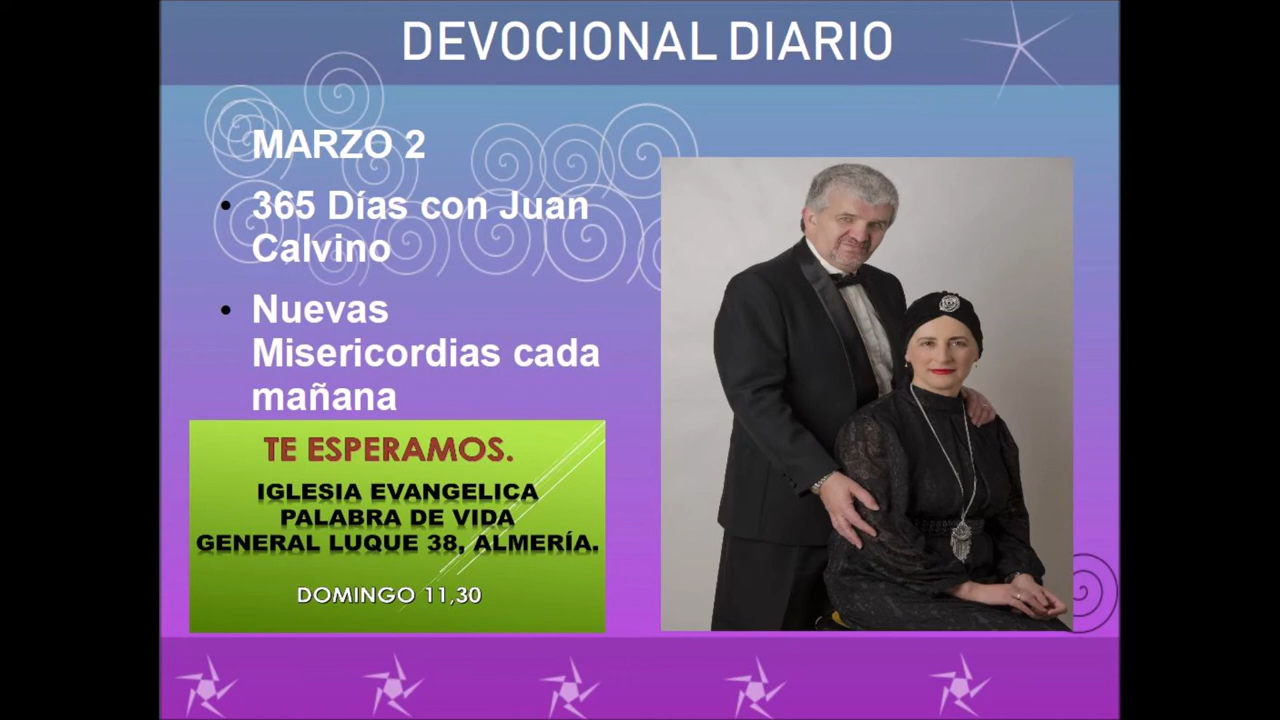 DEVOCIONAL DIARIO
MARZO 2
• 365 Días con Juan
Calvino
• Nuevas
Misericordias cada
mañana
TE ESPERAMOS.
IGLESIA EVANGELICA
PALABRA DE VIDA
GENERAL LUQUE 38, ALMERÍA.
DOMINGO 11,30